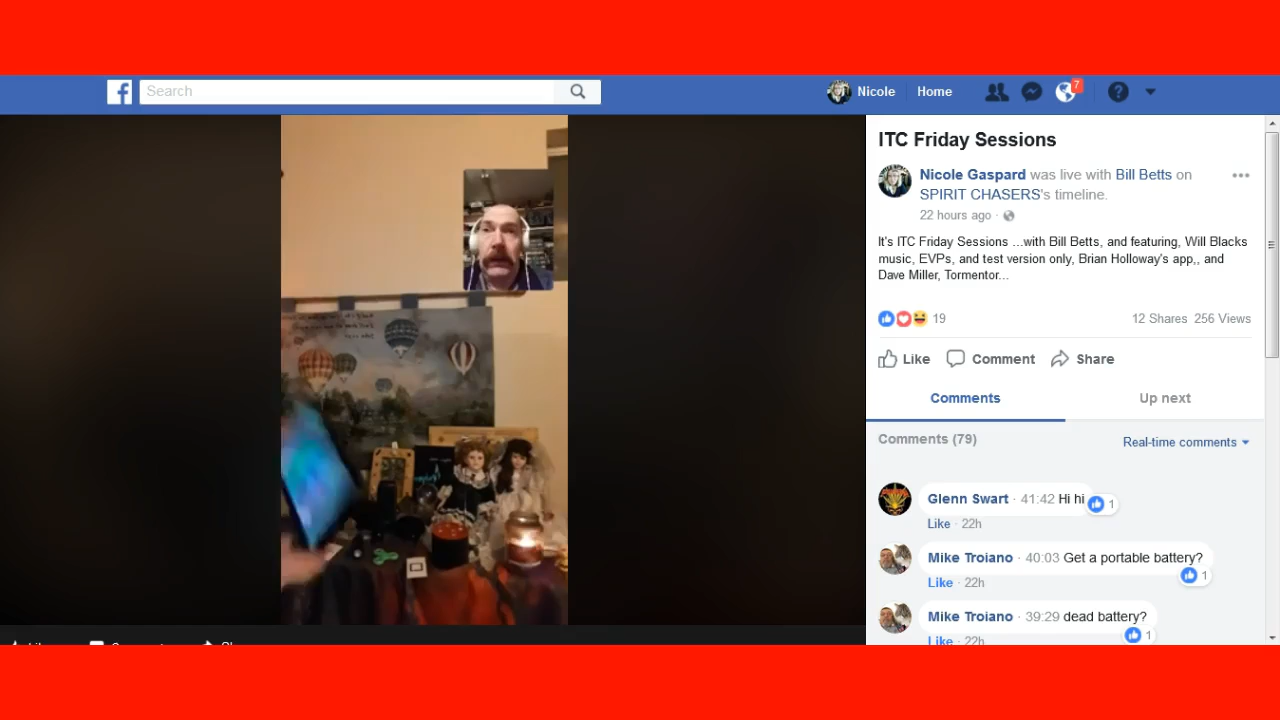 Search
Nicole
Home
7
ITC Friday Sessions
Nicole Gaspard was live with Bill Betts on
SPIRIT CHASERS's timeline.
22 hours ago ·
It's ITC Friday Sessions ...with Bill Betts, and featuring, Will Blacks
music, EVPs, and test version only, Brian Holloway's app,, and
Dave Miller, Tormentor...
19
12 Shares 256 Views
Like Comment Share
Comments Up next
Comments (79)
Real-time comments
Glenn Swart · 41:42 Hi hi
1
Like · 22h
Mike Troiano · 40:03 Get a portable battery?
1
Like · 22h
Mike Troiano · 39:29 dead battery?
1
Like · 22h